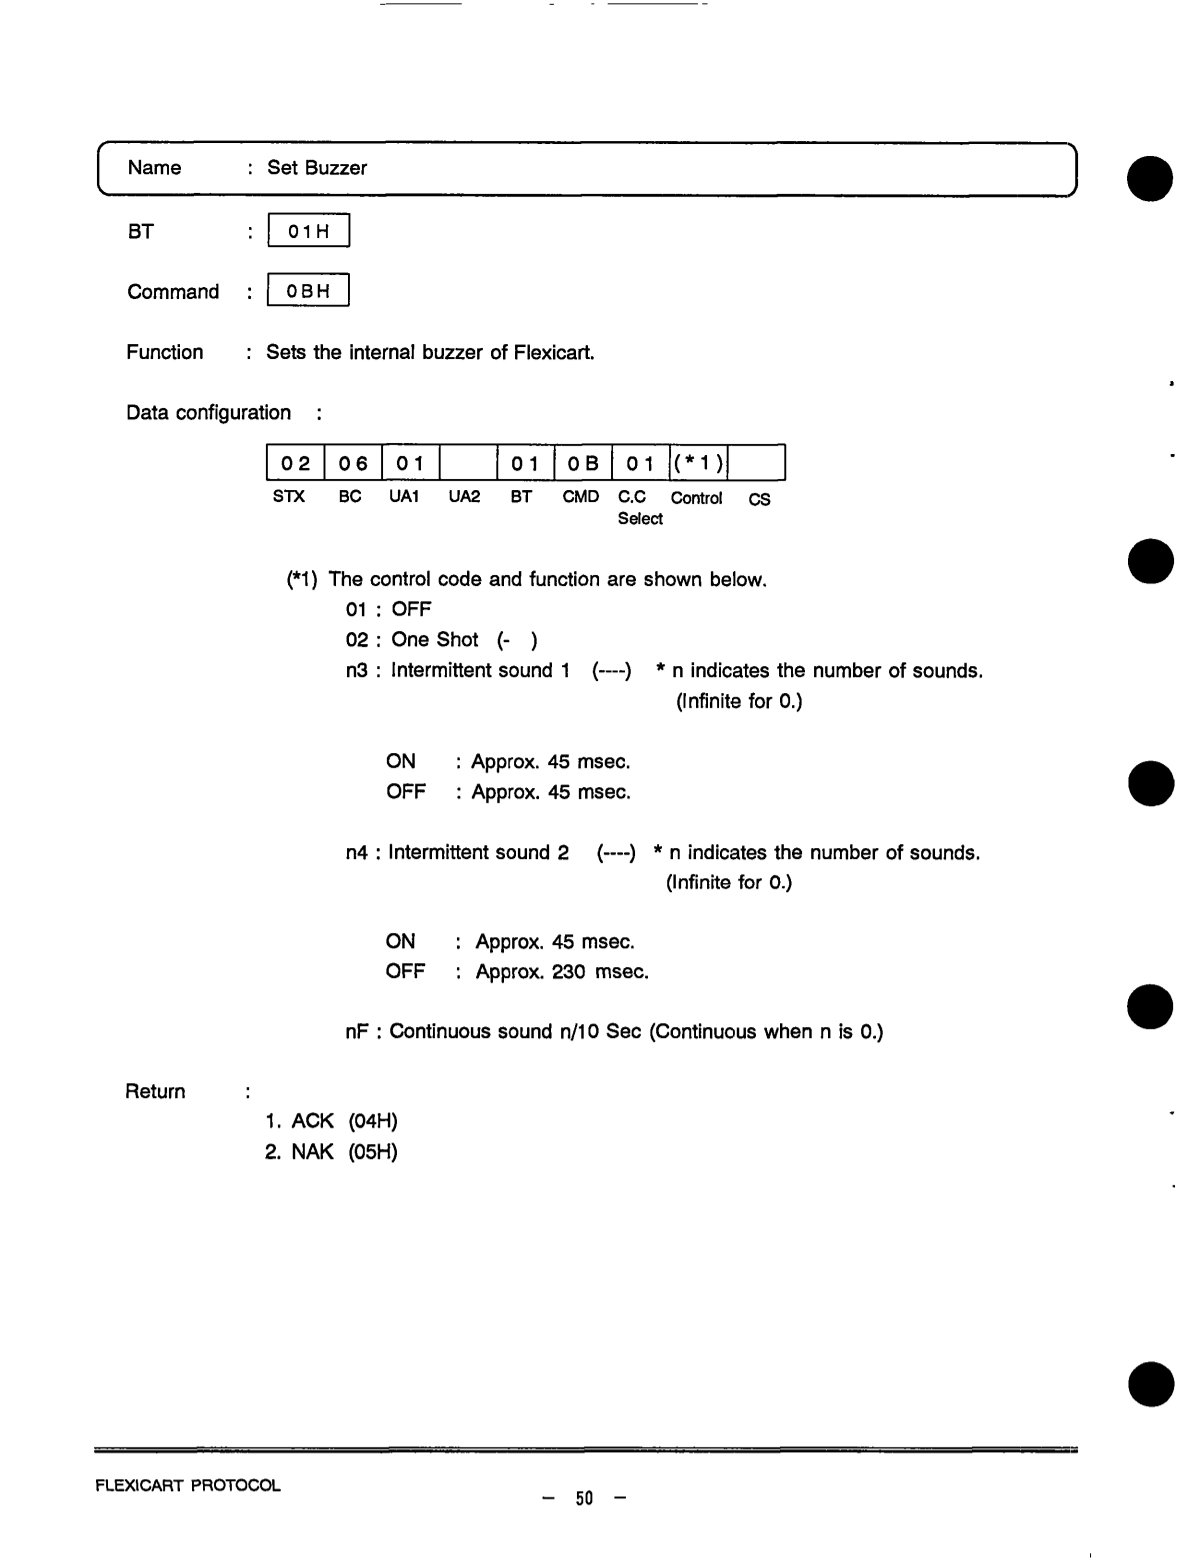 Name : Set Buzzer
BT : 01H
Command : 0BH
Function : Sets the internal buzzer of Flexicart.
Data configuration :
02 06 01 01 0B 01 (*1)
STX BC UA1 UA2 BT CMD C.C Control CS
Select
(*1) The control code and function are shown below.
01 : OFF
02 : One Shot (- )
n3 : Intermittent sound 1 (----) * n indicates the number of sounds.
(Infinite for 0.)
ON : Approx. 45 msec.
OFF : Approx. 45 msec.
n4 : Intermittent sound 2 (----) * n indicates the number of sounds.
(Infinite for 0.)
ON : Approx. 45 msec.
OFF : Approx. 230 msec.
nF : Continuous sound n/10 Sec (Continuous when n is 0.)
Return :
1. ACK (04H)
2. NAK (05H)
FLEXICART PROTOCOL
– 50 –